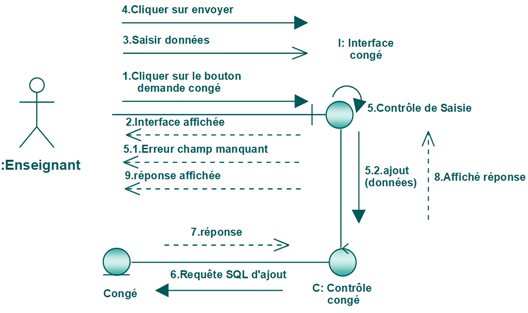 4.Cliquer sur envoyer
3.Saisir données
I: Interface
congé
1.Cliquer sur le bouton
demande congé
5.Contrôle de Saisie
2.Interface affichée
:Enseignant
5.1.Erreur champ manquant
9.réponse affichée
5.2.ajout
(données)
8.Affiché réponse
7.réponse
6.Requête SQL d'ajout
Congé
C: Contrôle
congé